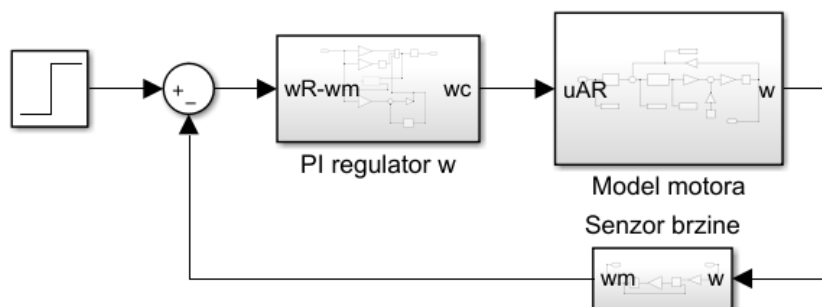 +
−
wR-wm
wc
PI regulator w
uAR
w
Model motora
Senzor brzine
wm
w